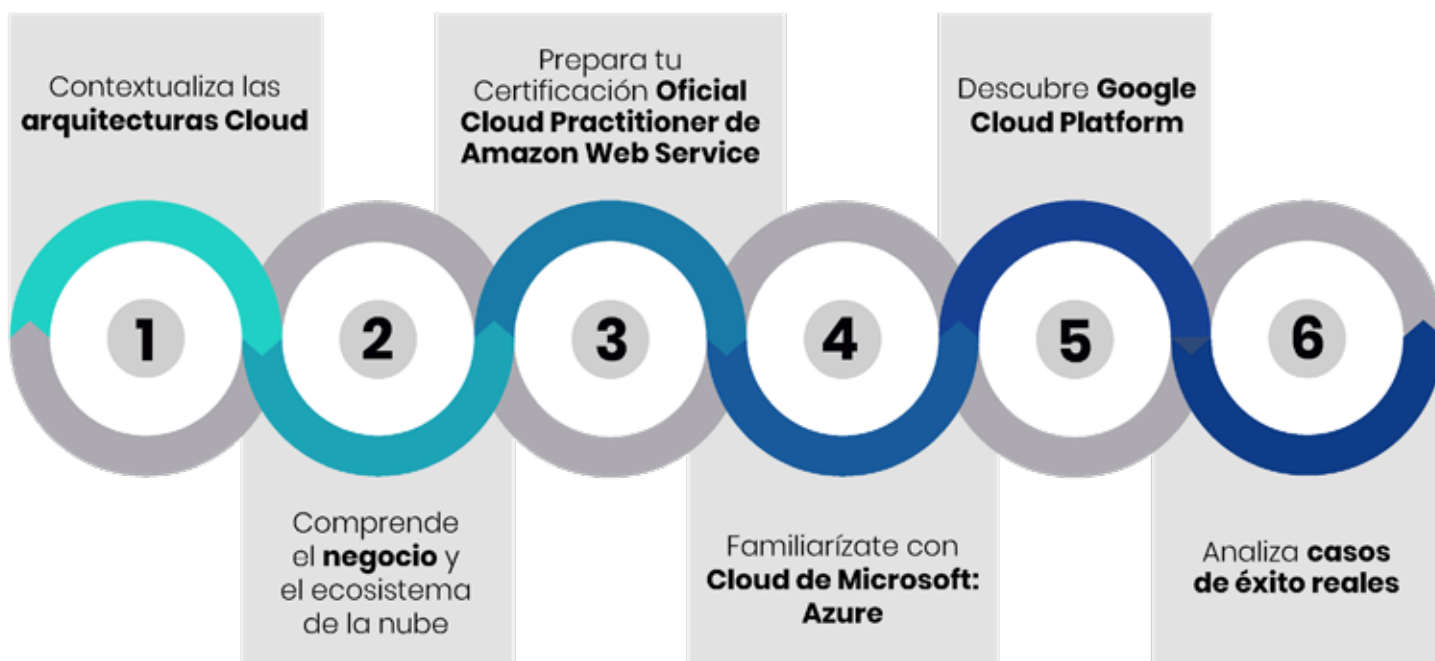 Contextualiza las
arquitecturas Cloud
1
Comprende
el negocio y
el ecosistema
de la nube
2
Prepara tu
Certificación Oficial
Cloud Practitioner de
Amazon Web Service
3
Familiarízate con
Cloud de Microsoft:
Azure
4
Descubre Google
Cloud Platform
5
Analiza casos
de éxito reales
6